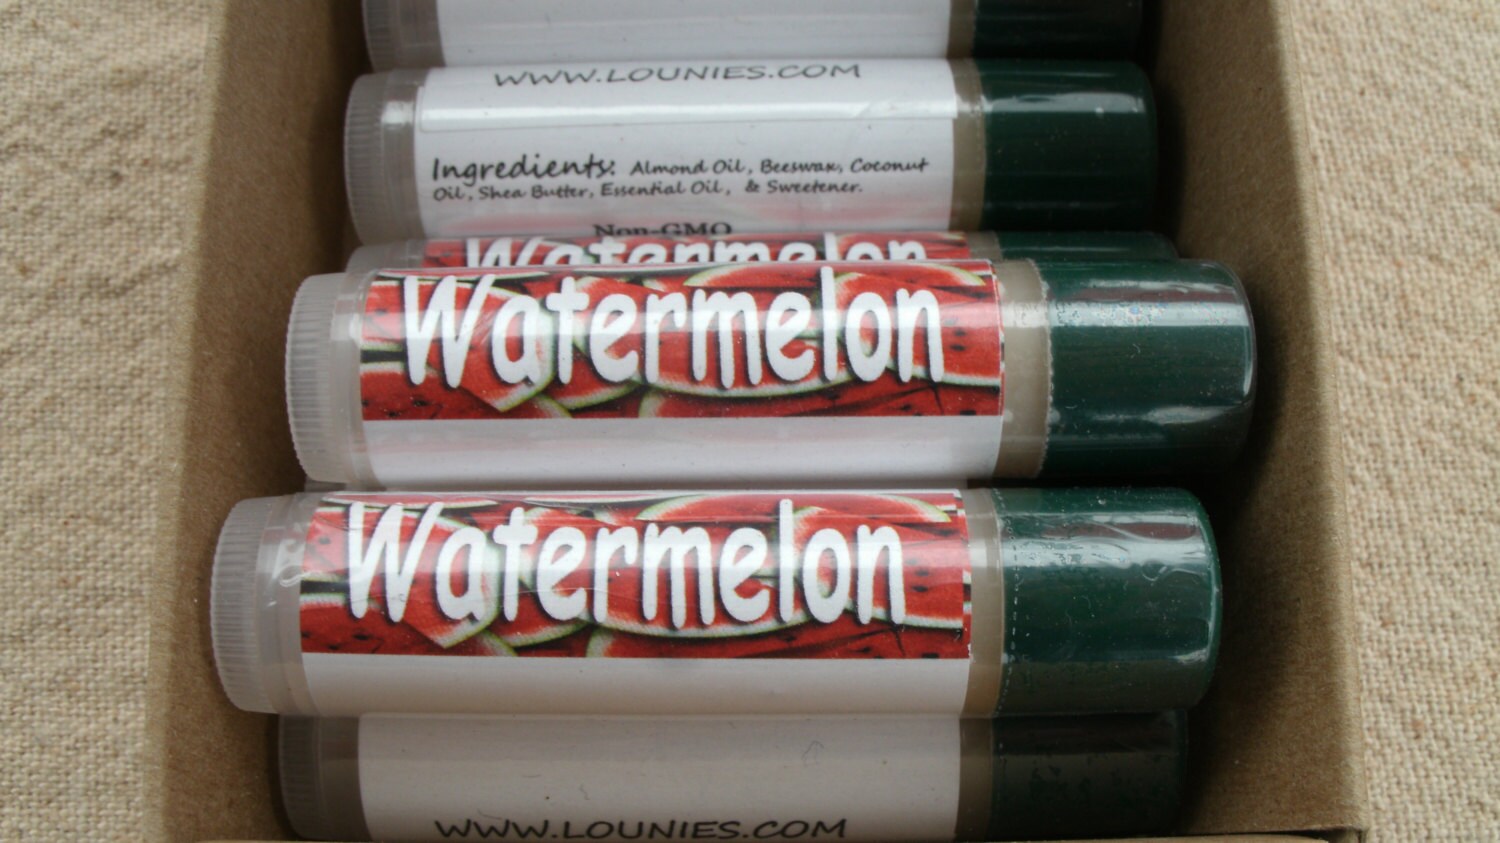 WWW.LOUNIES.COM
Ingredients: Almond Oil, Beeswax, Coconut
Oil, Shea Butter, Essential Oil, & Sweetener.
Non-GMO
Watermelon
Watermelon
Watermelon
WWW.LOUNIES.COM